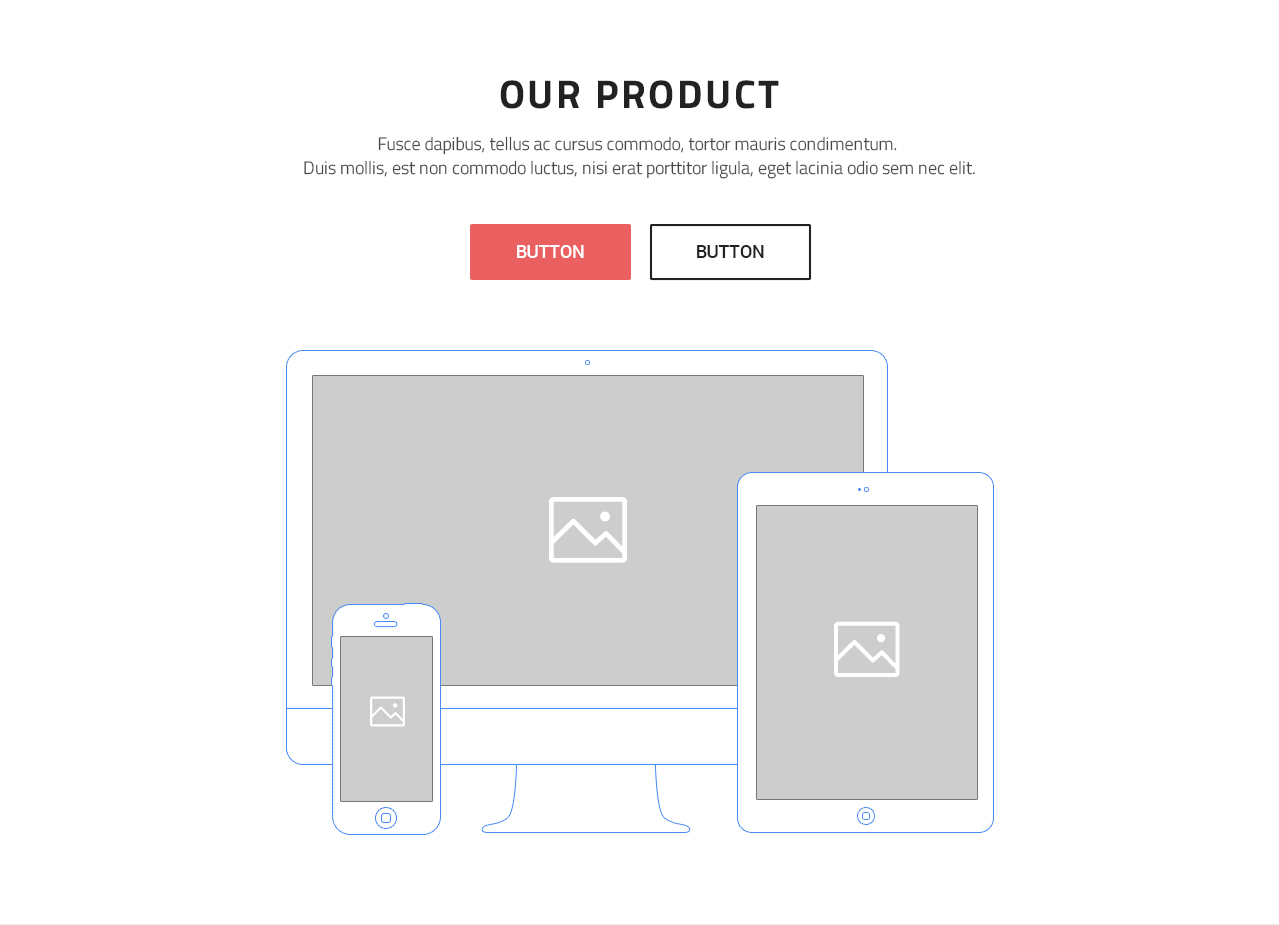 OUR PRODUCT
Fusce dapibus, tellus ac cursus commodo, tortor mauris condimentum.
Duis mollis, est non commodo luctus, nisi erat porttitor ligula, eget lacinia odio sem nec elit.
BUTTON
BUTTON